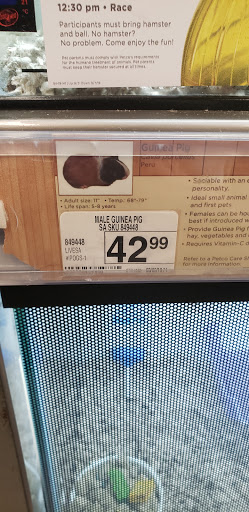 12:30 pm • Race
Participants must bring hamster
and ball. No hamster?
No problem. Come enjoy the fun!
Guinea Pig
Peru
• Adult size: 11" • Temp: 68°-79°
• Life span: 5-8 years
• Sociable with an
personality.
• Ideal small animal
and first pets
• Females can be hou
best if introduced w
• Provide Guinea Pig
hay, vegetables and
• Requires Vitamin-C d
Refer to a Petco Care S
for more information.
MALE GUINEA PIG
SA SKU 849448
849448
LIVESA
42.99